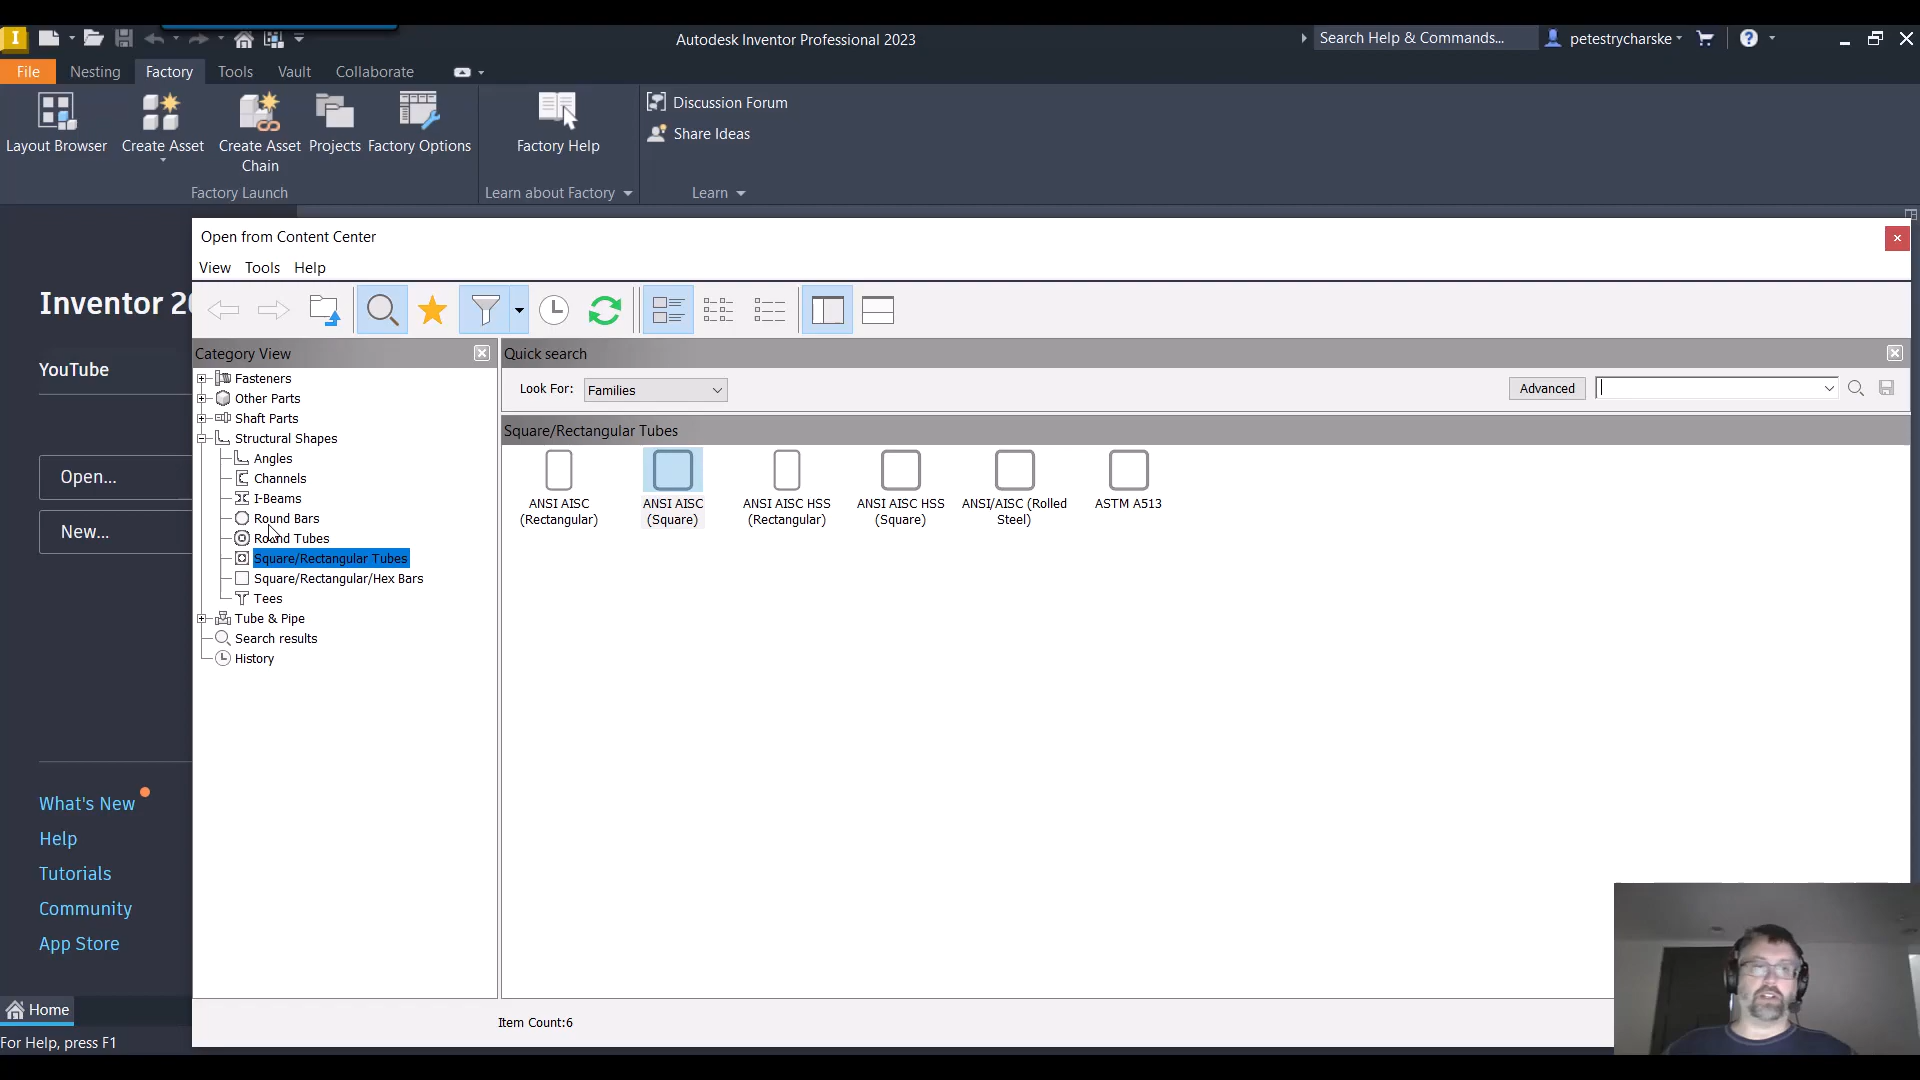 Autodesk Inventor Professional 2023
Search Help & Commands...
petestrycharske
File
Nesting
Factory
Tools
Vault
Collaborate
Layout Browser
Create Asset
Create Asset
Chain
Projects
Factory Options
Factory Help
Discussion Forum
Share Ideas
Factory Launch
Learn about Factory
Learn
Open from Content Center
View
Tools
Help
Inventor 20
YouTube
Open...
New...
What's New
Help
Tutorials
Community
App Store
Home
For Help, press F1
Category View
Fasteners
Other Parts
Shaft Parts
Structural Shapes
Angles
Channels
I-Beams
Round Bars
Round Tubes
Square/Rectangular Tubes
Square/Rectangular/Hex Bars
Tees
Tube & Pipe
Search results
History
Quick search
Look For:
Families
Advanced
Square/Rectangular Tubes
ANSI AISC
(Rectangular)
ANSI AISC
(Square)
ANSI AISC HSS
(Rectangular)
ANSI AISC HSS
(Square)
ANSI/AISC (Rolled
Steel)
ASTM A513
Item Count:6